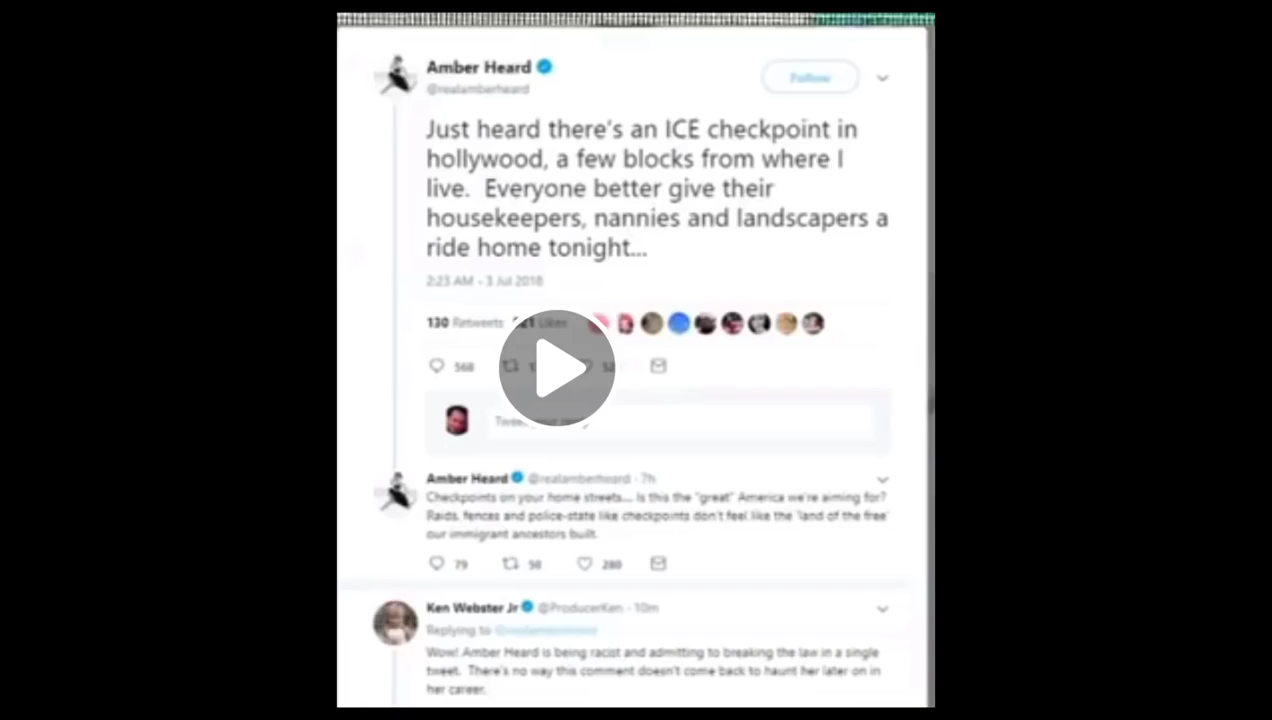 Amber Heard
@realamberheard
Follow
Just heard there's an ICE checkpoint in
hollywood, a few blocks from where I
live. Everyone better give their
housekeepers, nannies and landscapers a
ride home tonight...
2:23 AM - 3 Jul 2018
130 Retweets 21 Likes
568
Amber Heard @realamberheard · 7h
Checkpoints on your home streets.... Is this the "great" America we're aiming for?
Raids, fences and police-state like checkpoints don't feel like the 'land of the free'
our immigrant ancestors built.
79 58 280
Ken Webster Jr @ProducerKen · 10m
Replying to @realamberheard
Wow! Amber Heard is being racist and admitting to breaking the law in a single
tweet. There's no way this comment doesn't come back to haunt her later on in
her career.